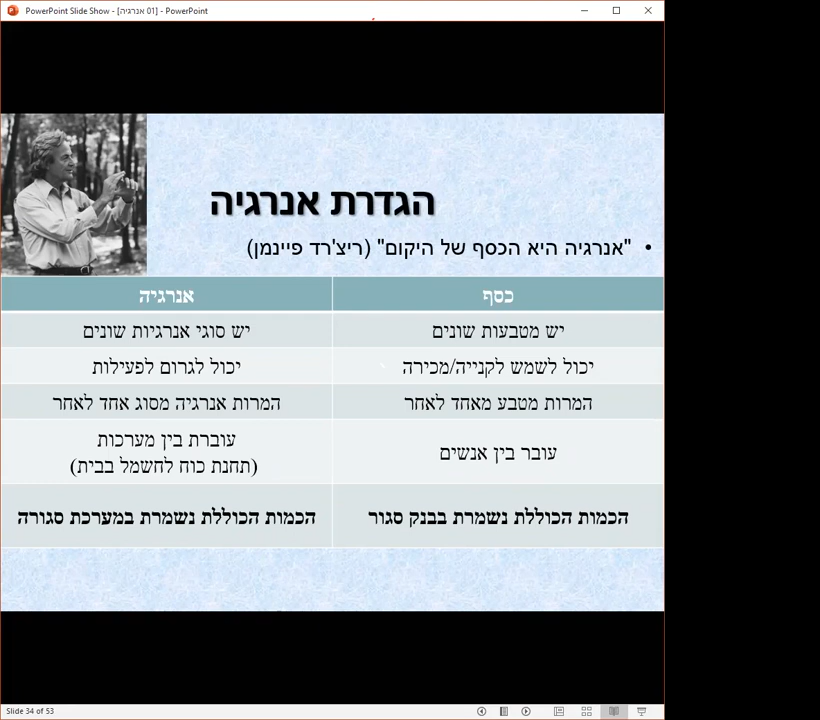 PowerPoint Slide Show - [01 אנרגיה] - PowerPoint
הגדרת אנרגיה
• "אנרגיה היא הכסף של היקום" (ריצ'רד פיינמן)
כסף
אנרגיה
יש מטבעות שונים
יש סוגי אנרגיות שונים
יכול לשמש לקנייה/מכירה
יכול לגרום לפעילות
המרות מטבע מאחד לאחר
המרות אנרגיה מסוג אחד לאחר
עובר בין אנשים
עוברת בין מערכות
(תחנת כוח לחשמל בבית)
הכמות הכוללת נשמרת בבנק סגור
הכמות הכוללת נשמרת במערכת סגורה
Slide 34 of 53